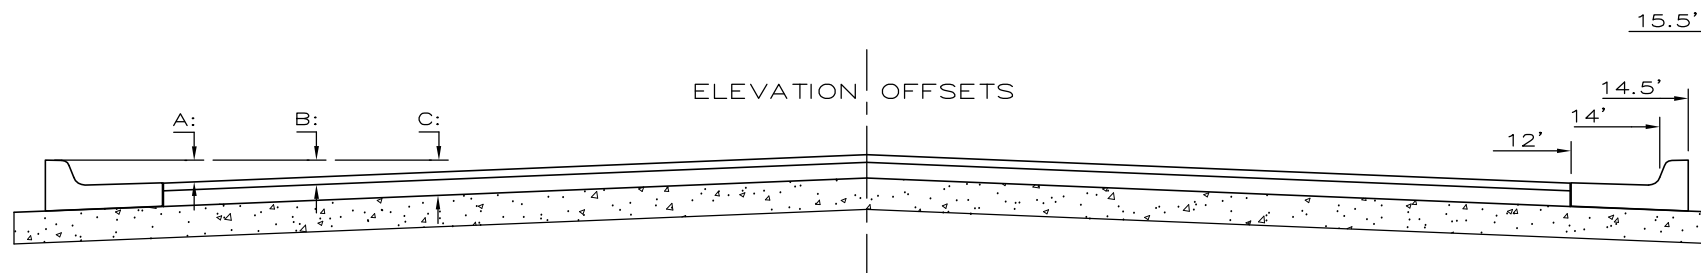 15.5'
ELEVATION OFFSETS
14.5'
A:
B:
C:
14'
12'